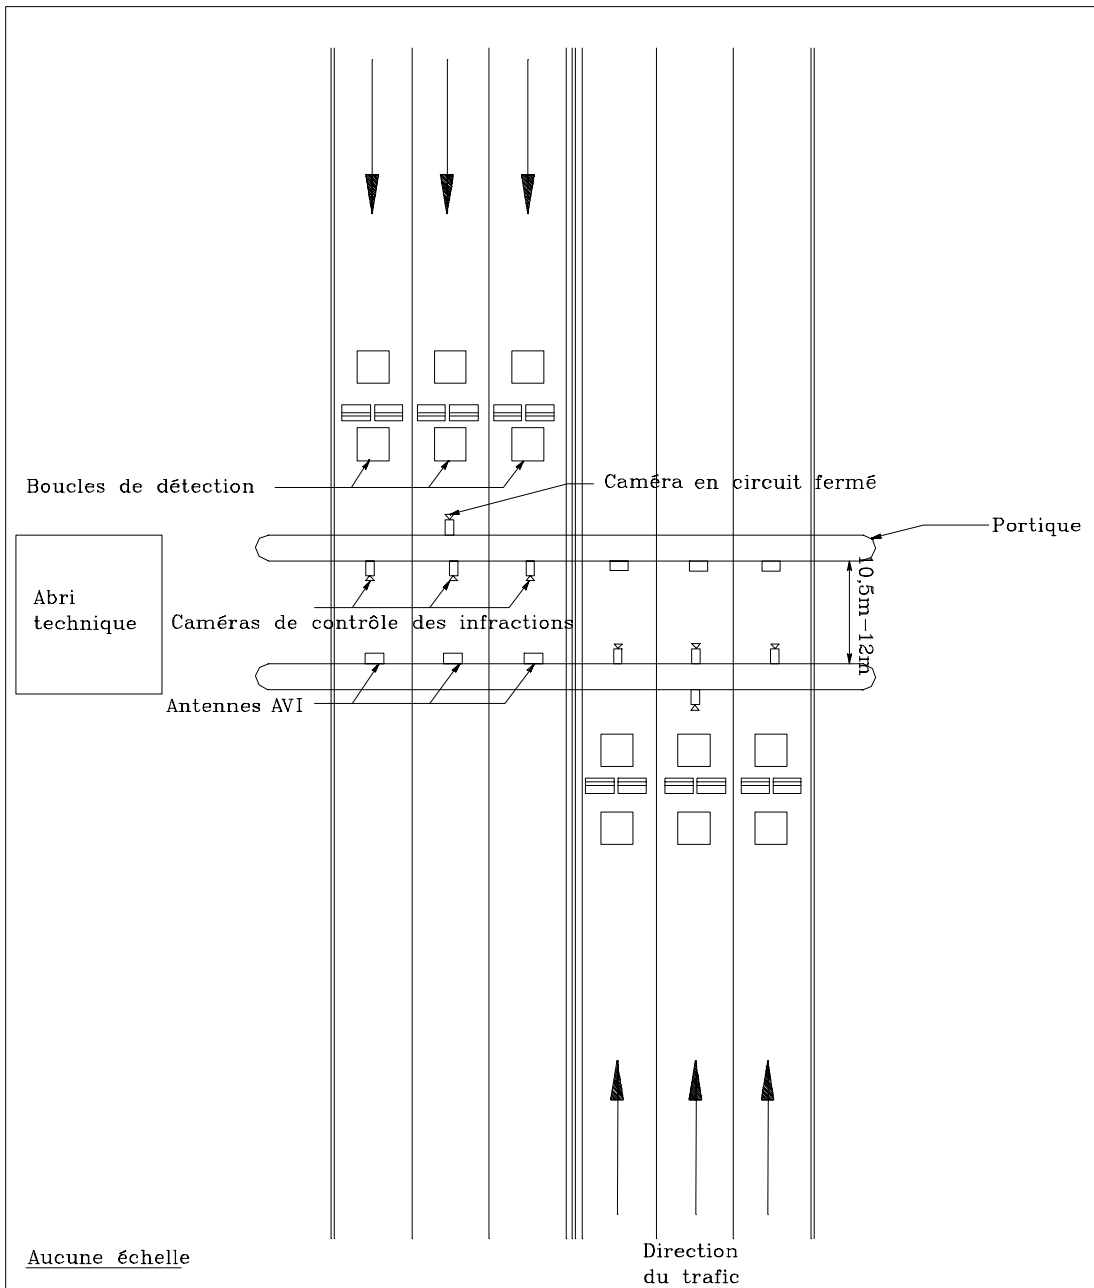 Boucles de détection
Caméra en circuit fermé
Portique
10,5m-12m
Abri
technique
Caméras de contrôle des infractions
Antennes AVI
Aucune échelle
Direction
du trafic